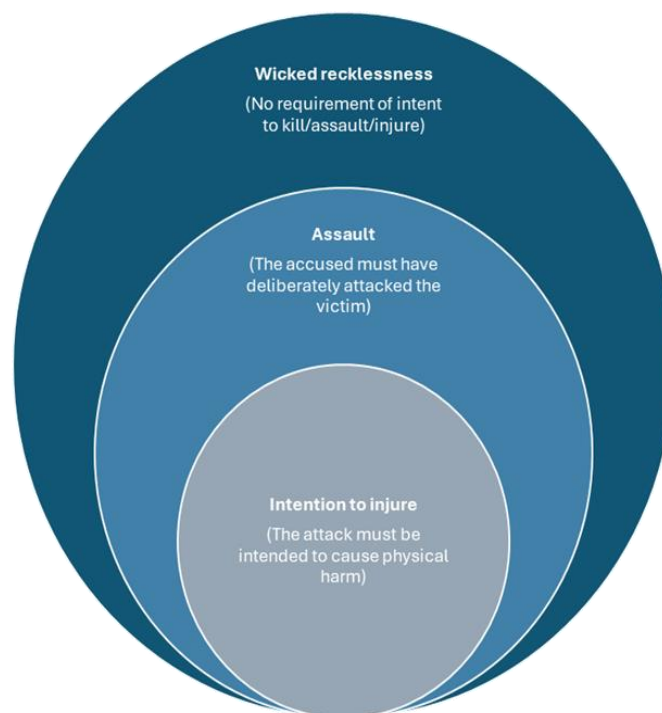 Wicked recklessness
(No requirement of intent
to kill/assault/injure)
Assault
(The accused must have
deliberately attacked the
victim)
Intention to injure
(The attack must be
intended to cause physical
harm)